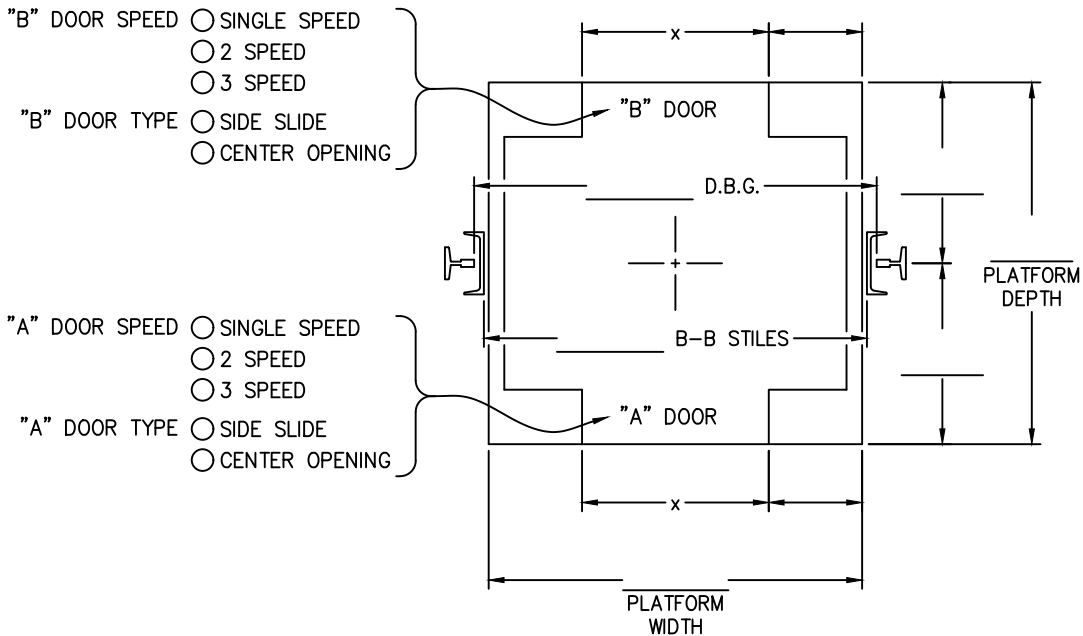 "B" DOOR SPEED
SINGLE SPEED
2 SPEED
3 SPEED
"B" DOOR TYPE
SIDE SLIDE
CENTER OPENING
x
"B" DOOR
D.B.G.
PLATFORM
DEPTH
"A" DOOR SPEED
SINGLE SPEED
2 SPEED
3 SPEED
"A" DOOR TYPE
SIDE SLIDE
CENTER OPENING
B-B STILES
"A" DOOR
x
PLATFORM
WIDTH